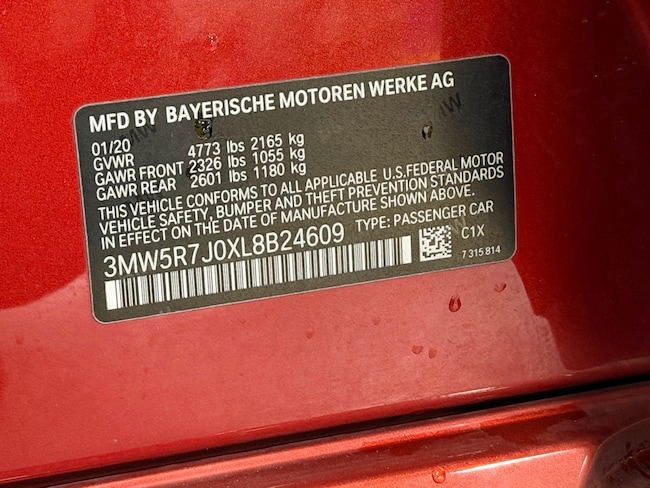 MFD BY BAYERISCHE MOTOREN WERKE AG
01/20
GVWR 4773 lbs 2165 kg
GAWR FRONT 2326 lbs 1055 kg
GAWR REAR 2601 lbs 1180 kg
THIS VEHICLE CONFORMS TO ALL APPLICABLE U.S.FEDERAL MOTOR
VEHICLE SAFETY, BUMPER AND THEFT PREVENTION STANDARDS
IN EFFECT ON THE DATE OF MANUFACTURE SHOWN ABOVE.
3MW5R7J0XL8B24609 TYPE: PASSENGER CAR
C1X
7 315 814